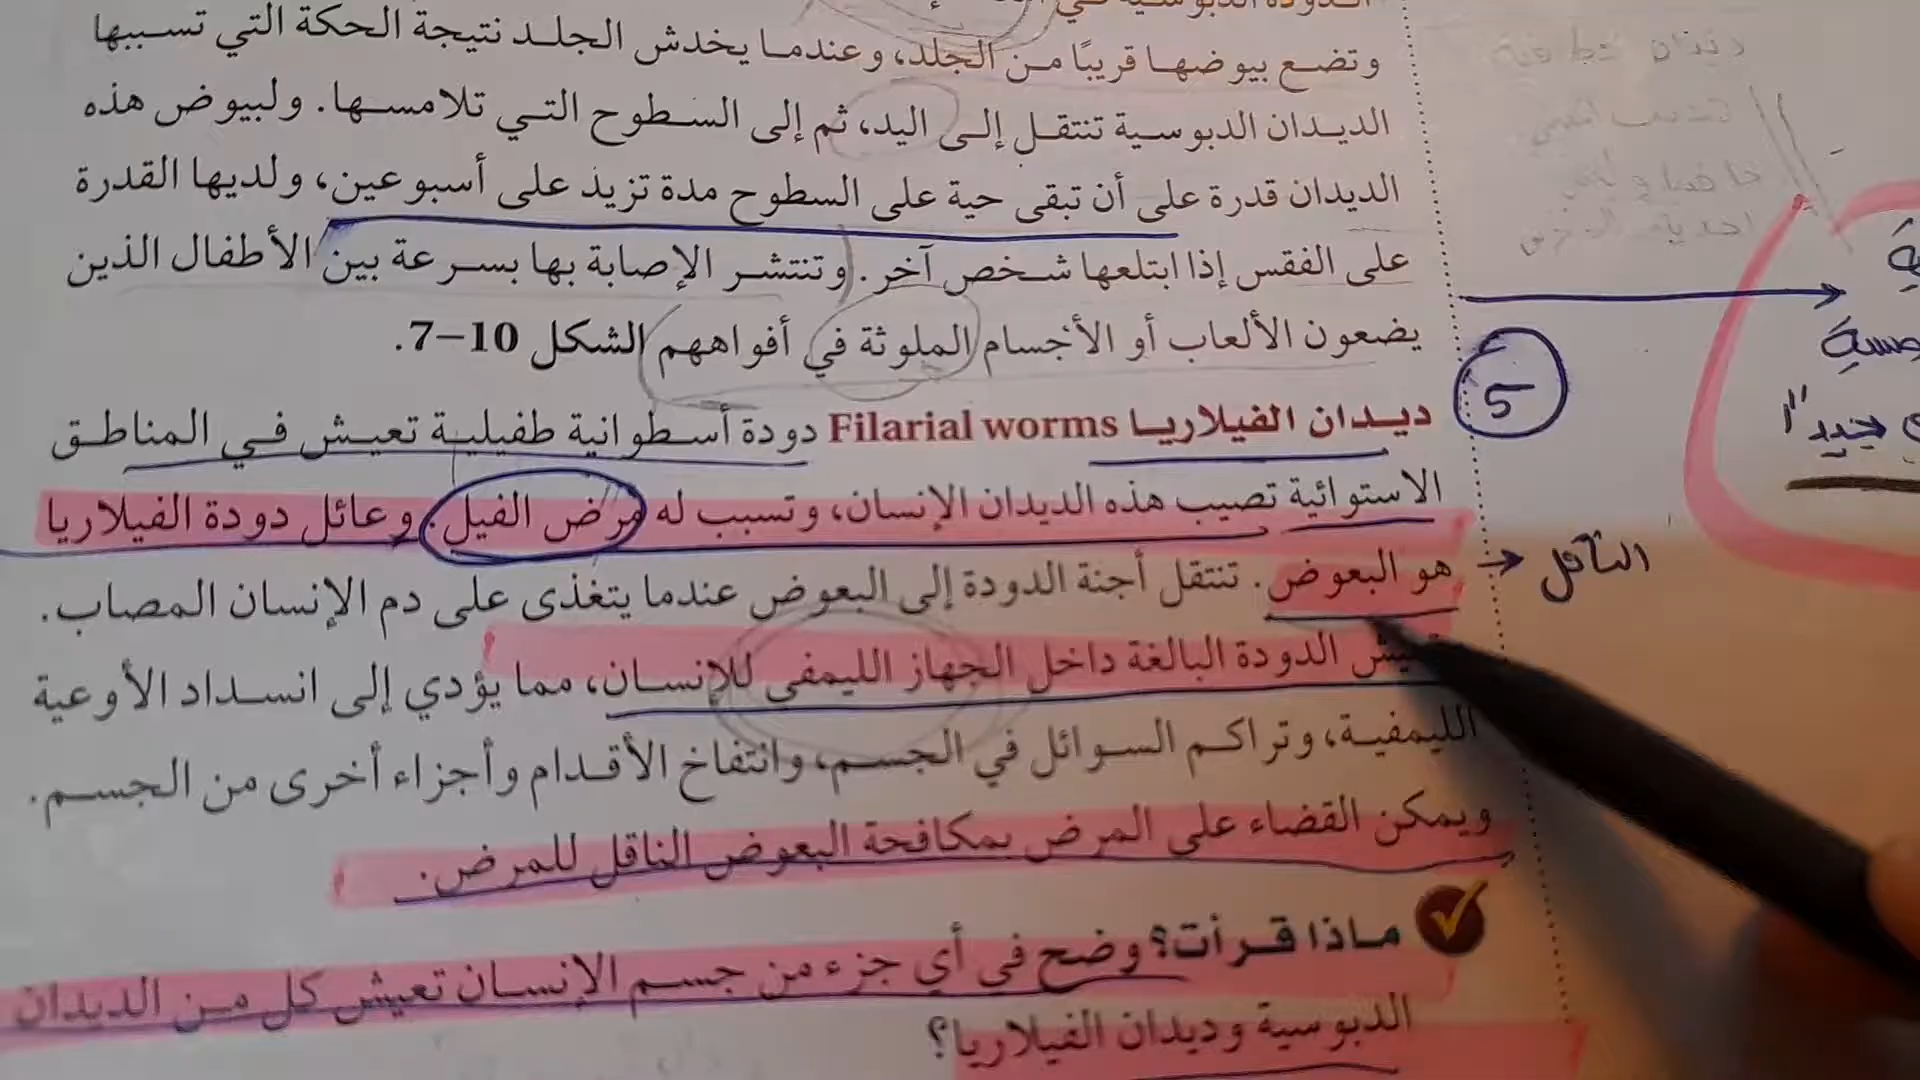 وتضع بيوضها قريبًا من الجلد، وعندما يخدش الجلد نتيجة الحكة التي تسببها
الديدان الدبوسية تنتقل إلى اليد، ثم إلى السطوح التي تلامسها. ولبيوض هذه
الديدان قدرة على أن تبقى حية على السطوح مدة تزيد على أسبوعين، ولديها القدرة
على الفقس إذا ابتلعها شخص آخر. وتنتشر الإصابة بها بسرعة بين الأطفال الذين
يضعون الألعاب أو الأجسام الملوثة في أفواههم الشكل 10–7.
5
ديدان الفيلاريا Filarial worms دودة أسطوانية طفيلية تعيش في المناطق
الاستوائية تصيب هذه الديدان الإنسان، وتسبب له مرض الفيل. وعائل دودة الفيلاريا
هو البعوض. تنتقل أجنة الدودة إلى البعوض عندما يتغذى على دم الإنسان المصاب.
الدودة البالغة داخل الجهاز الليمفي للإنسان، مما يؤدي إلى انسداد الأوعية
الليمفية، وتراكم السوائل في الجسم، وانتفاخ الأقدام وأجزاء أخرى من الجسم.
ويمكن القضاء على المرض بمكافحة البعوض الناقل للمرض.
ماذا قرأت؟ وضح في أي جزء من جسم الإنسان تعيش كل من الديدان
الدبوسية وديدان الفيلاريا؟